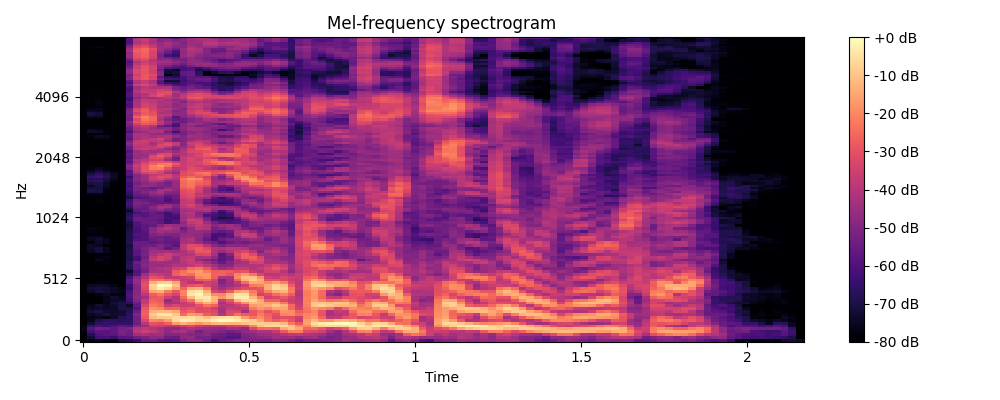 Mel-frequency spectrogram
Hz
4096
2048
1024
512
0
0
0.5
1
1.5
2
Time
+0 dB
-10 dB
-20 dB
-30 dB
-40 dB
-50 dB
-60 dB
-70 dB
-80 dB